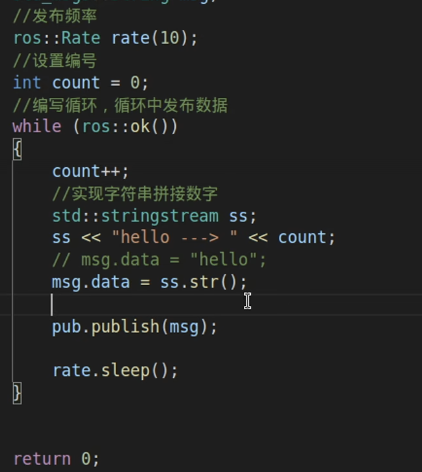 //发布频率
ros::Rate rate(10);
//设置编号
int count = 0;
//编写循环，循环中发布数据
while (ros::ok())
{
count++;
//实现字符串拼接数字
std::stringstream ss;
ss << "hello ---> " << count;
// msg.data = "hello";
msg.data = ss.str();
pub.publish(msg);
rate.sleep();
}
return 0;